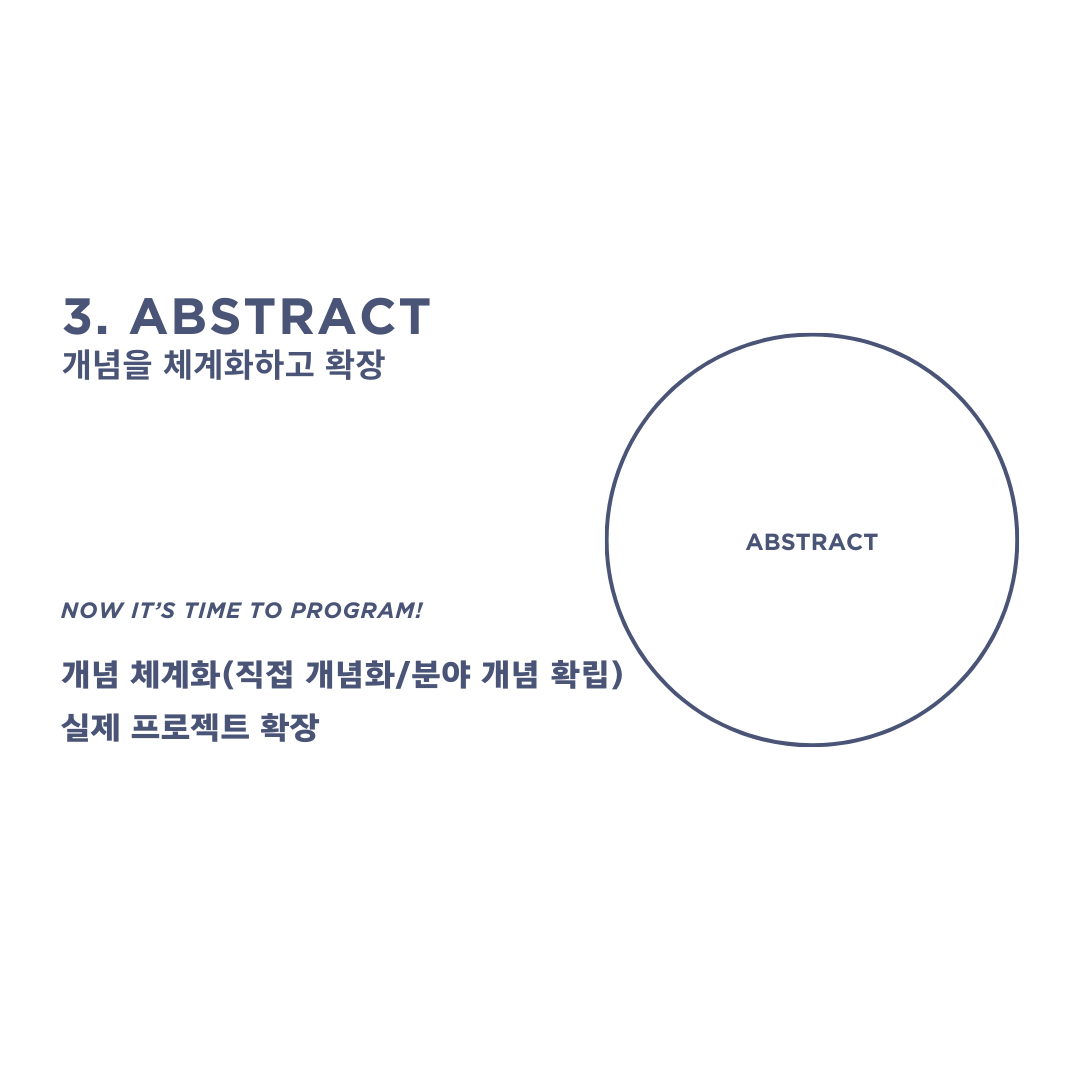 3. ABSTRACT
개념을 체계화하고 확장
ABSTRACT
NOW IT'S TIME TO PROGRAM!
개념 체계화(직접 개념화/분야 개념 확립)
실제 프로젝트 확장